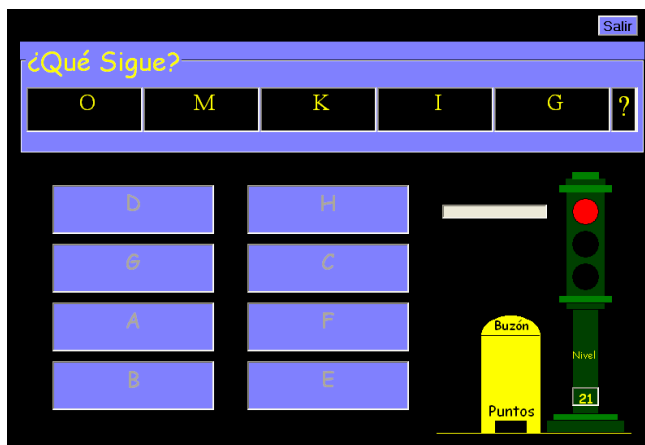 Salir
¿Qué Sigue?
O M K I G ?
D H
G C
A F
B E
Buzón
Nivel
21
Puntos